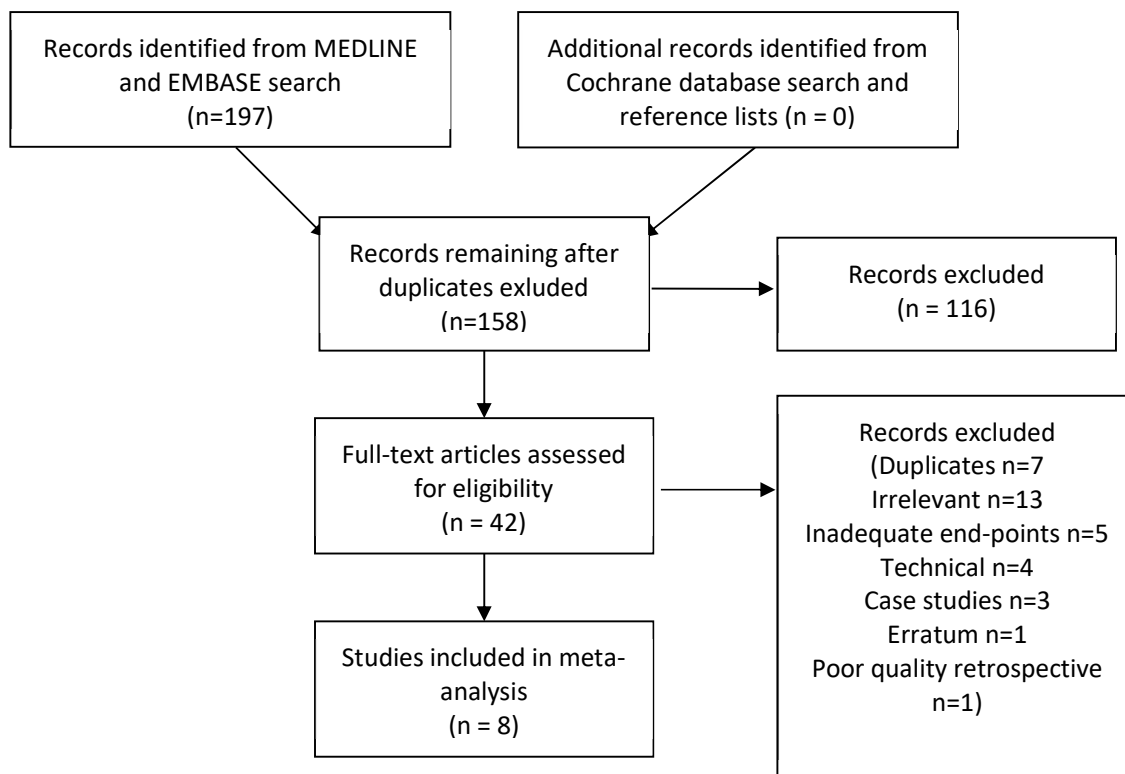 Records identified from MEDLINE
and EMBASE search
(n=197)
Additional records identified from
Cochrane database search and
reference lists (n = 0)
Records remaining after
duplicates exluded
(n=158)
Records excluded
(n = 116)
Full-text articles assessed
for eligibility
(n = 42)
Records excluded
(Duplicates n=7
Irrelevant n=13
Inadequate end-points n=5
Technical n=4
Case studies n=3
Erratum n=1
Poor quality retrospective
n=1)
Studies included in meta-
analysis
(n = 8)